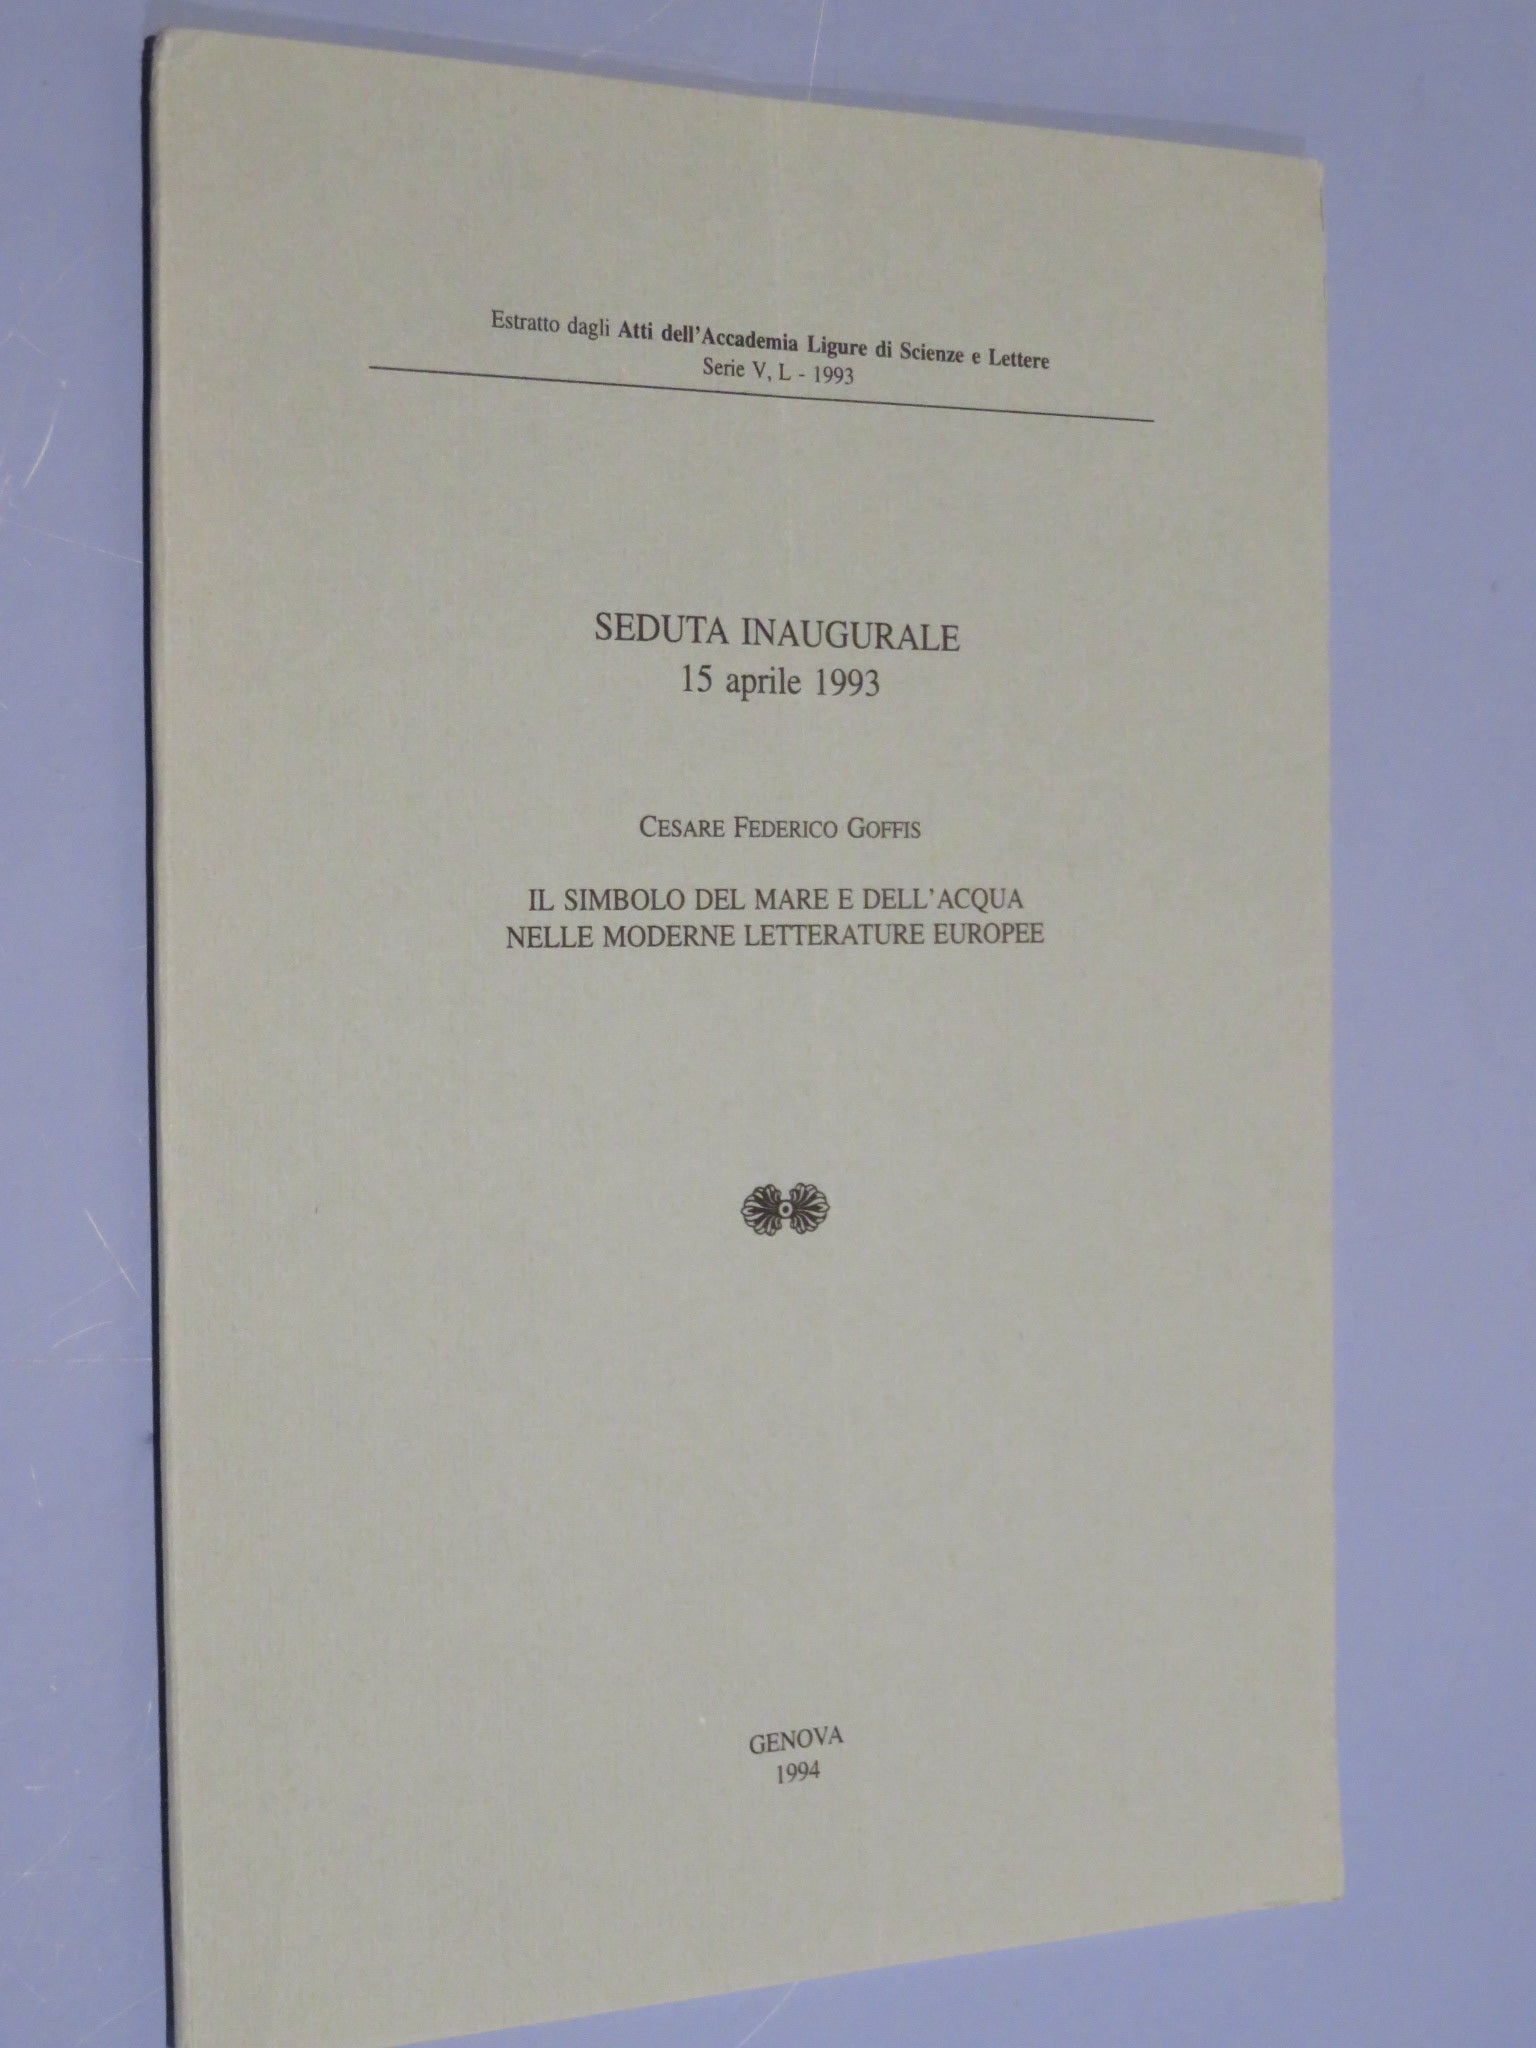 Estratto dagli Atti dell'Accademia Ligure di Scienze e Lettere
Serie V, L - 1993
SEDUTA INAUGURALE
15 aprile 1993
CESARE FEDERICO GOFFIS
IL SIMBOLO DEL MARE E DELL'ACQUA
NELLE MODERNE LETTERATURE EUROPEE
GENOVA
1994